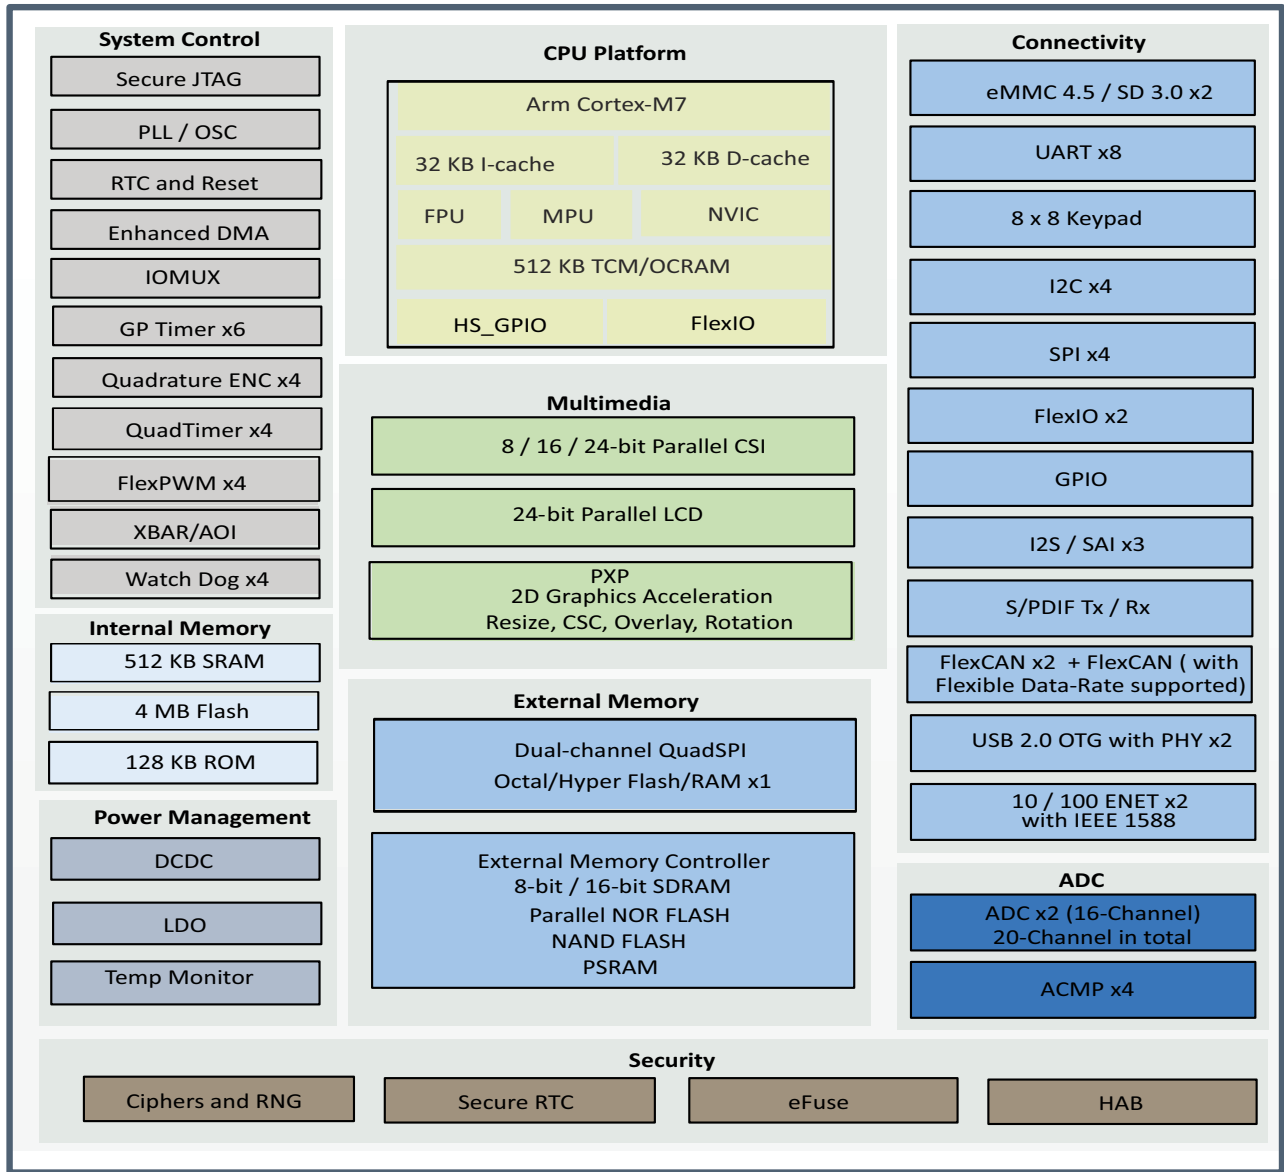 System Control
Secure JTAG
PLL / OSC
RTC and Reset
Enhanced DMA
IOMUX
GP Timer x6
Quadrature ENC x4
QuadTimer x4
FlexPWM x4
XBAR/AOI
Watch Dog x4
Internal Memory
512 KB SRAM
4 MB Flash
128 KB ROM
Power Management
DCDC
LDO
Temp Monitor
CPU Platform
Arm Cortex-M7
32 KB I-cache
32 KB D-cache
FPU
MPU
NVIC
512 KB TCM/OCRAM
HS_GPIO
FlexIO
Multimedia
8 / 16 / 24-bit Parallel CSI
24-bit Parallel LCD
PXP
2D Graphics Acceleration
Resize, CSC, Overlay, Rotation
External Memory
Dual-channel QuadSPI
Octal/Hyper Flash/RAM x1
External Memory Controller
8-bit / 16-bit SDRAM
Parallel NOR FLASH
NAND FLASH
PSRAM
Connectivity
eMMC 4.5 / SD 3.0 x2
UART x8
8 x 8 Keypad
I2C x4
SPI x4
FlexIO x2
GPIO
I2S / SAI x3
S/PDIF Tx / Rx
FlexCAN x2 + FlexCAN ( with
Flexible Data-Rate supported)
USB 2.0 OTG with PHY x2
10 / 100 ENET x2
with IEEE 1588
ADC
ADC x2 (16-Channel)
20-Channel in total
ACMP x4
Security
Ciphers and RNG
Secure RTC
eFuse
HAB